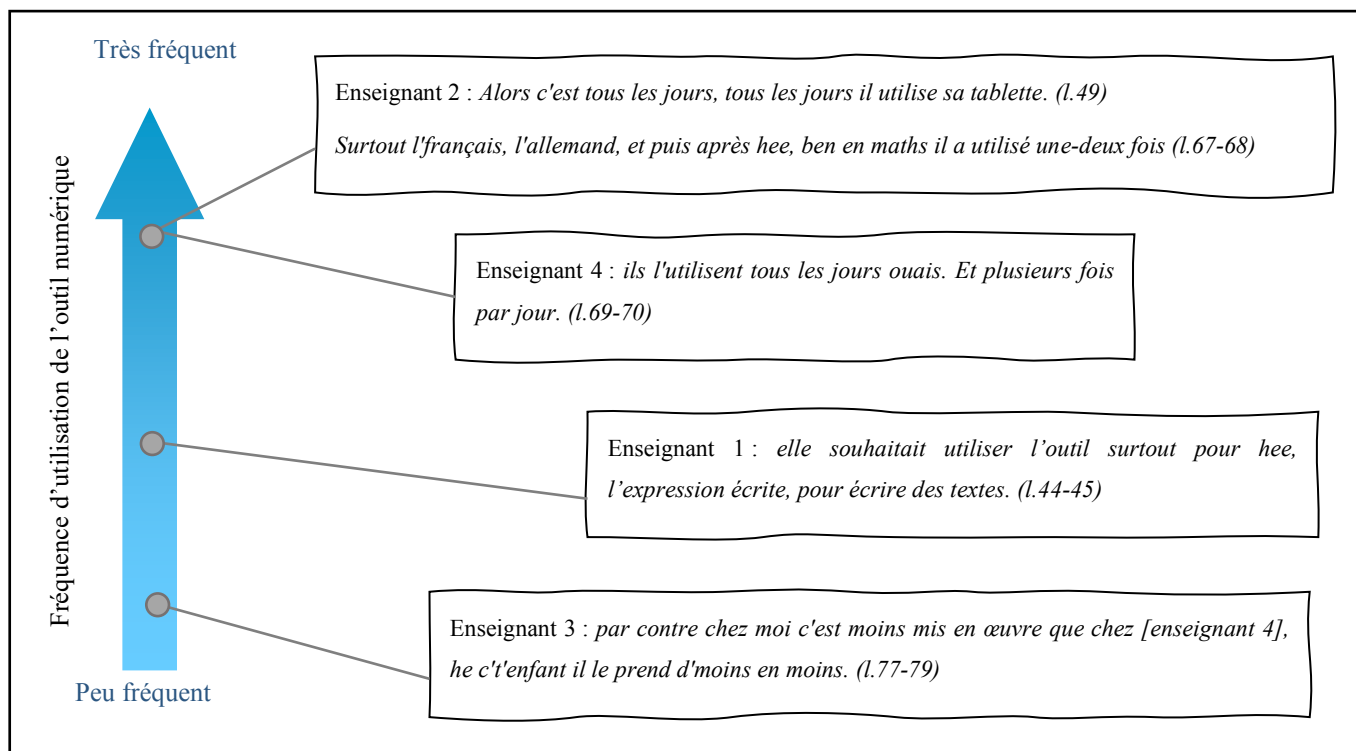 Très fréquent
Fréquence d'utilisation de l'outil numérique
Enseignant 2 : Alors c'est tous les jours, tous les jours il utilise sa tablette. (l.49)
Surtout l'français, l'allemand, et puis après hee, ben en maths il a utilisé une-deux fois (l.67-68)
Enseignant 4 : ils l'utilisent tous les jours ouais. Et plusieurs fois
par jour. (l.69-70)
Enseignant 1 : elle souhaitait utiliser l’outil surtout pour hee,
l’expression écrite, pour écrire des textes. (l.44-45)
Enseignant 3 : par contre chez moi c'est moins mis en œuvre que chez [enseignant 4],
he c't'enfant il le prend d'moins en moins. (l.77-79)
Peu fréquent